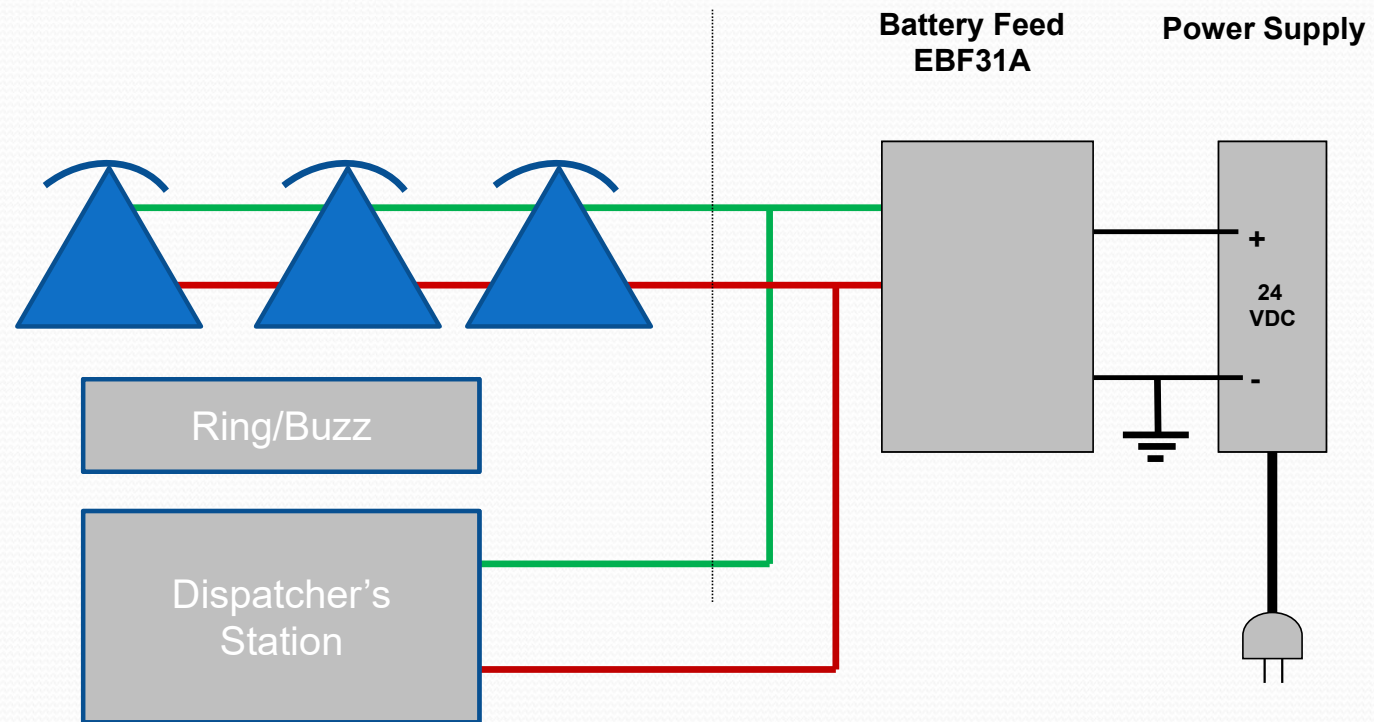 Battery Feed
EBF31A
Power Supply
+
24
VDC
-
Ring/Buzz
Dispatcher’s
Station